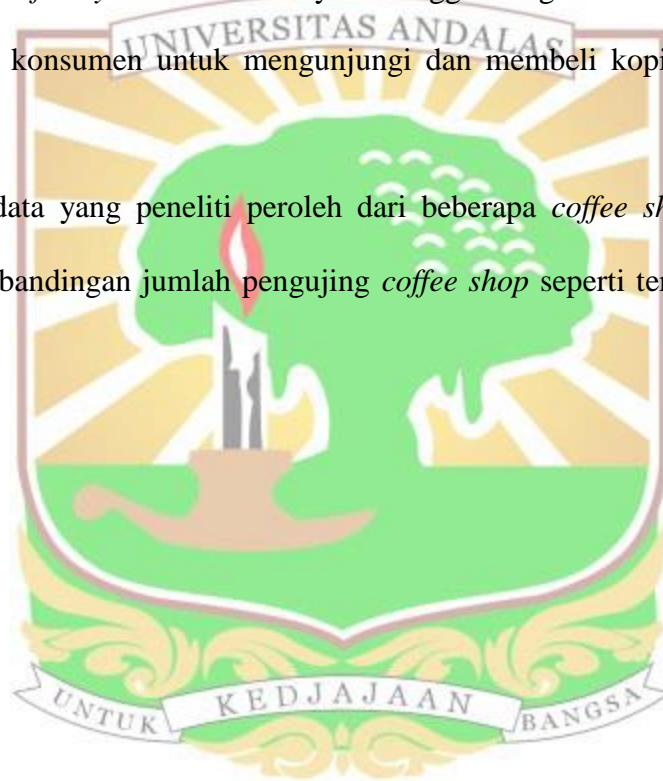 UNIVERSITAS ANDALAS
konsumen untuk mengunjungi dan membeli kopi
data yang peneliti peroleh dari beberapa coffee sh
bandingan jumlah pengujing coffee shop seperti ter
UNTUK KEDJAJAAN BANGSA